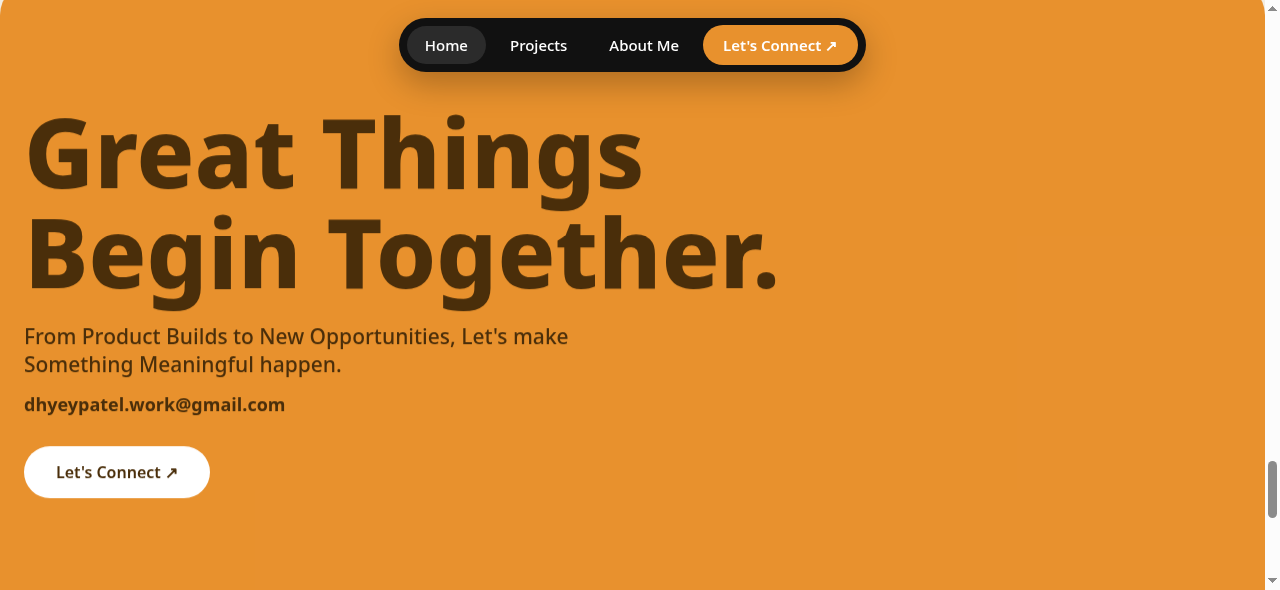 Home
Projects
About Me
Let's Connect ↗
Great Things
Begin Together.
From Product Builds to New Opportunities, Let's make
Something Meaningful happen.
dhyeypatel.work@gmail.com
Let's Connect ↗